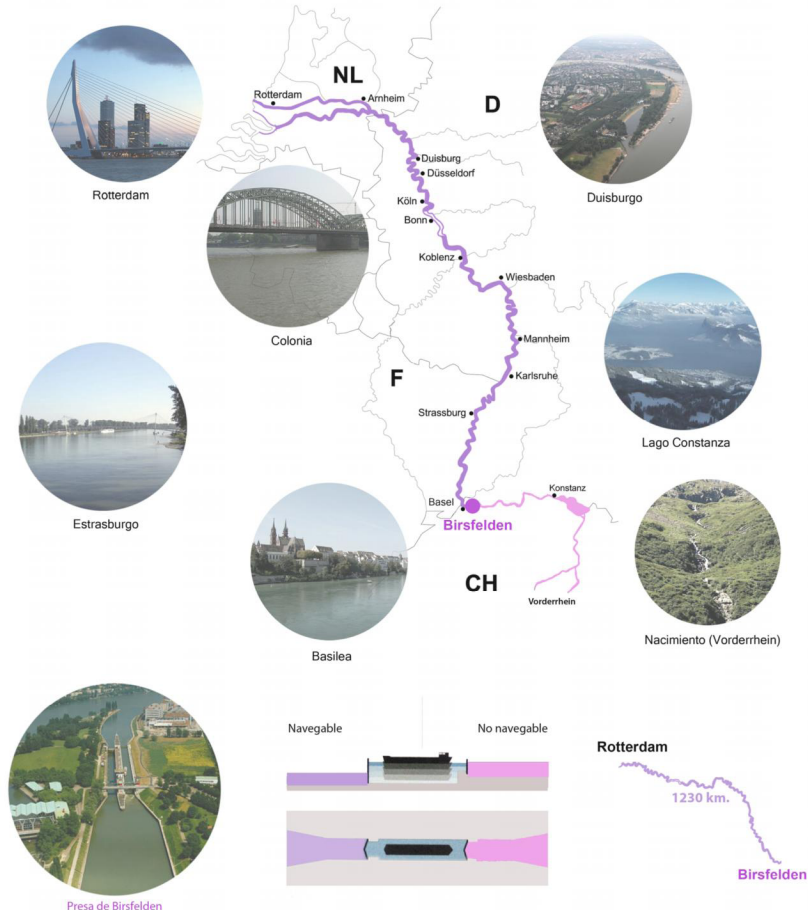 NL
Rotterdam
Arnheim
D
Duisburg
Düsseldorf
Rotterdam
Duisburgo
Köln
Bonn
Koblenz
Wiesbaden
Colonia
Mannheim
F
Karlsruhe
Strassburg
Lago Constanza
Konstanz
Basel
Estrasburgo
Birsfelden
CH
Vorderrhein
Nacimiento (Vorderrhein)
Basilea
Navegable
No navegable
Rotterdam
1230 km.
Birsfelden
Presa de Birsfelden